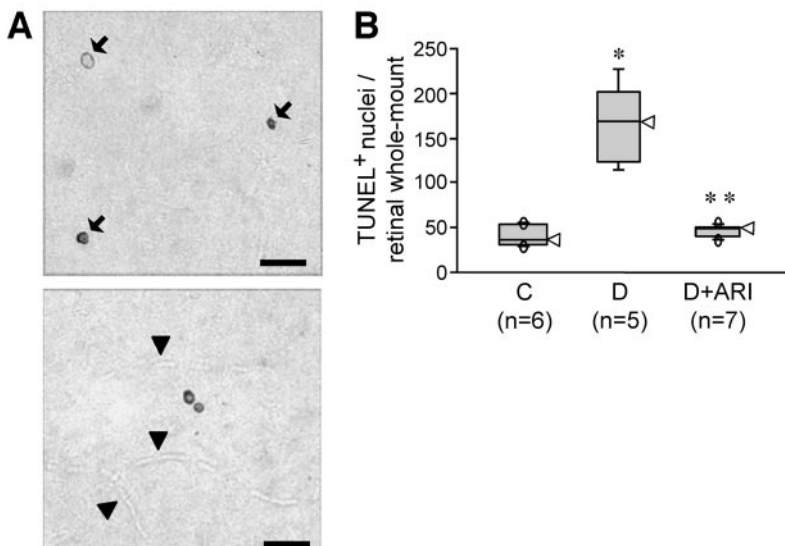 A
B
TUNEL+ nuclei /
retinal whole-mount
250
200
150
100
50
0
*
**
C
D
D+ARI
(n=6)
(n=5)
(n=7)